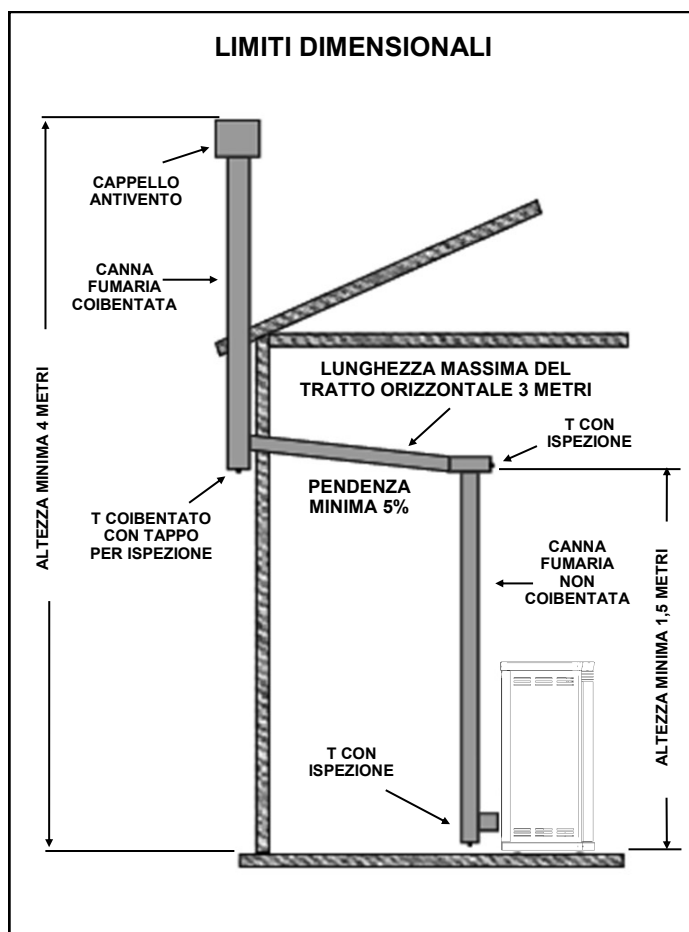 LIMITI DIMENSIONALI
CAPPELLO
ANTIVENTO
CANNA
FUMARIA
COIBENTATA
ALTEZZA MINIMA 4 METRI
LUNGHEZZA MASSIMA DEL
TRATTO ORIZZONTALE 3 METRI
T CON
ISPEZIONE
PENDENZA
MINIMA 5%
T COIBENTATO
CON TAPPO
PER ISPEZIONE
CANNA
FUMARIA
NON
COIBENTATA
ALTEZZA MINIMA 1,5 METRI
T CON
ISPEZIONE